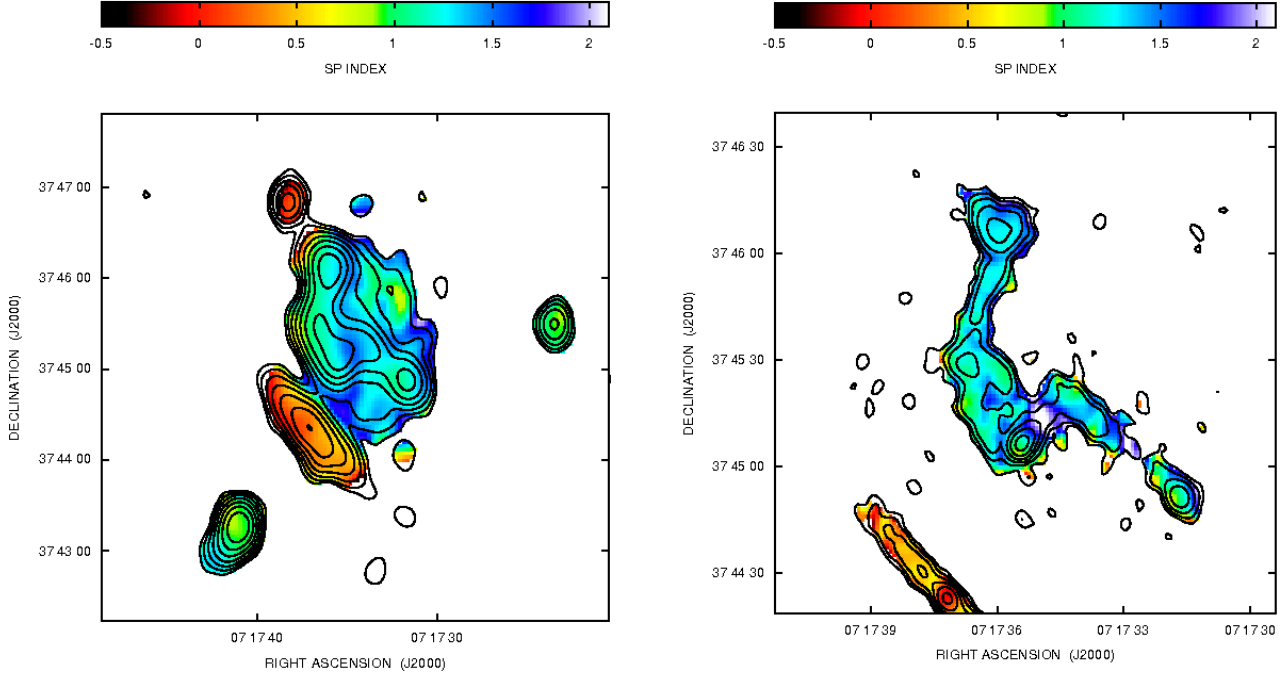 -0.5 0 0.5 1 1.5 2
SP INDEX
37 47 00
37 46 00
37 45 00
37 44 00
37 43 00
DECLINATION (J2000)
07 17 40 07 17 30
RIGHT ASCENSION (J2000)
-0.5 0 0.5 1 1.5 2
SP INDEX
37 46 30
37 46 00
37 45 30
37 45 00
37 44 30
DECLINATION (J2000)
07 17 39 07 17 36 07 17 33 07 17 30
RIGHT ASCENSION (J2000)